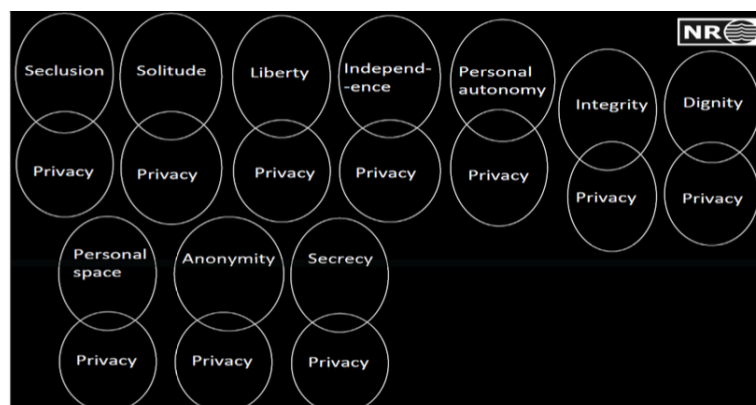 NR
Seclusion
Solitude
Liberty
Independ-
-ence
Personal
autonomy
Integrity
Dignity
Privacy
Privacy
Privacy
Privacy
Privacy
Privacy
Privacy
Personal
space
Anonymity
Secrecy
Privacy
Privacy
Privacy